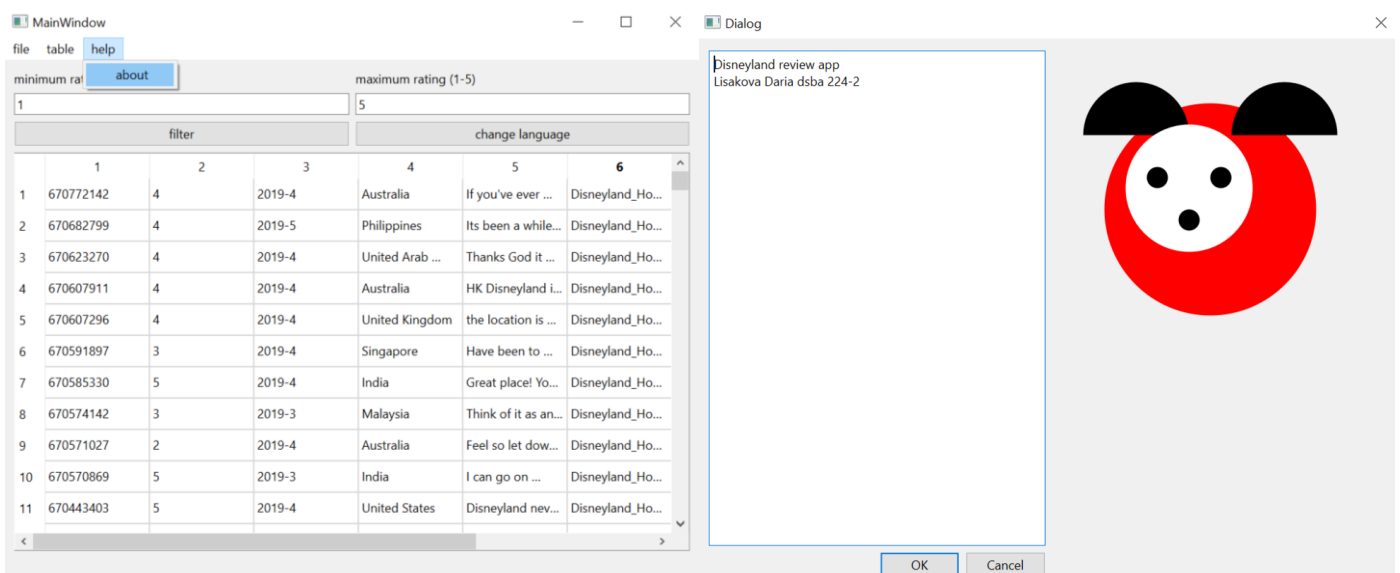 MainWindow
file table help
about
minimum rat
maximum rating (1-5)
1
5
filter
change language
1 2 3 4 5 6
1 670772142 4 2019-4 Australia If you've ever ... Disneyland_Ho...
2 670682799 4 2019-5 Philippines Its been a while... Disneyland_Ho...
3 670623270 4 2019-4 United Arab ... Thanks God it ... Disneyland_Ho...
4 670607911 4 2019-4 Australia HK Disneyland i... Disneyland_Ho...
5 670607296 4 2019-4 United Kingdom the location is ... Disneyland_Ho...
6 670591897 3 2019-4 Singapore Have been to ... Disneyland_Ho...
7 670585330 5 2019-4 India Great place! Yo... Disneyland_Ho...
8 670574142 3 2019-3 Malaysia Think of it as an... Disneyland_Ho...
9 670571027 2 2019-4 Australia Feel so let dow... Disneyland_Ho...
10 670570869 5 2019-3 India I can go on ... Disneyland_Ho...
11 670443403 5 2019-4 United States Disneyland nev... Disneyland_Ho...
Dialog
Disneyland review app
Lisakova Daria dsba 224-2
OK Cancel